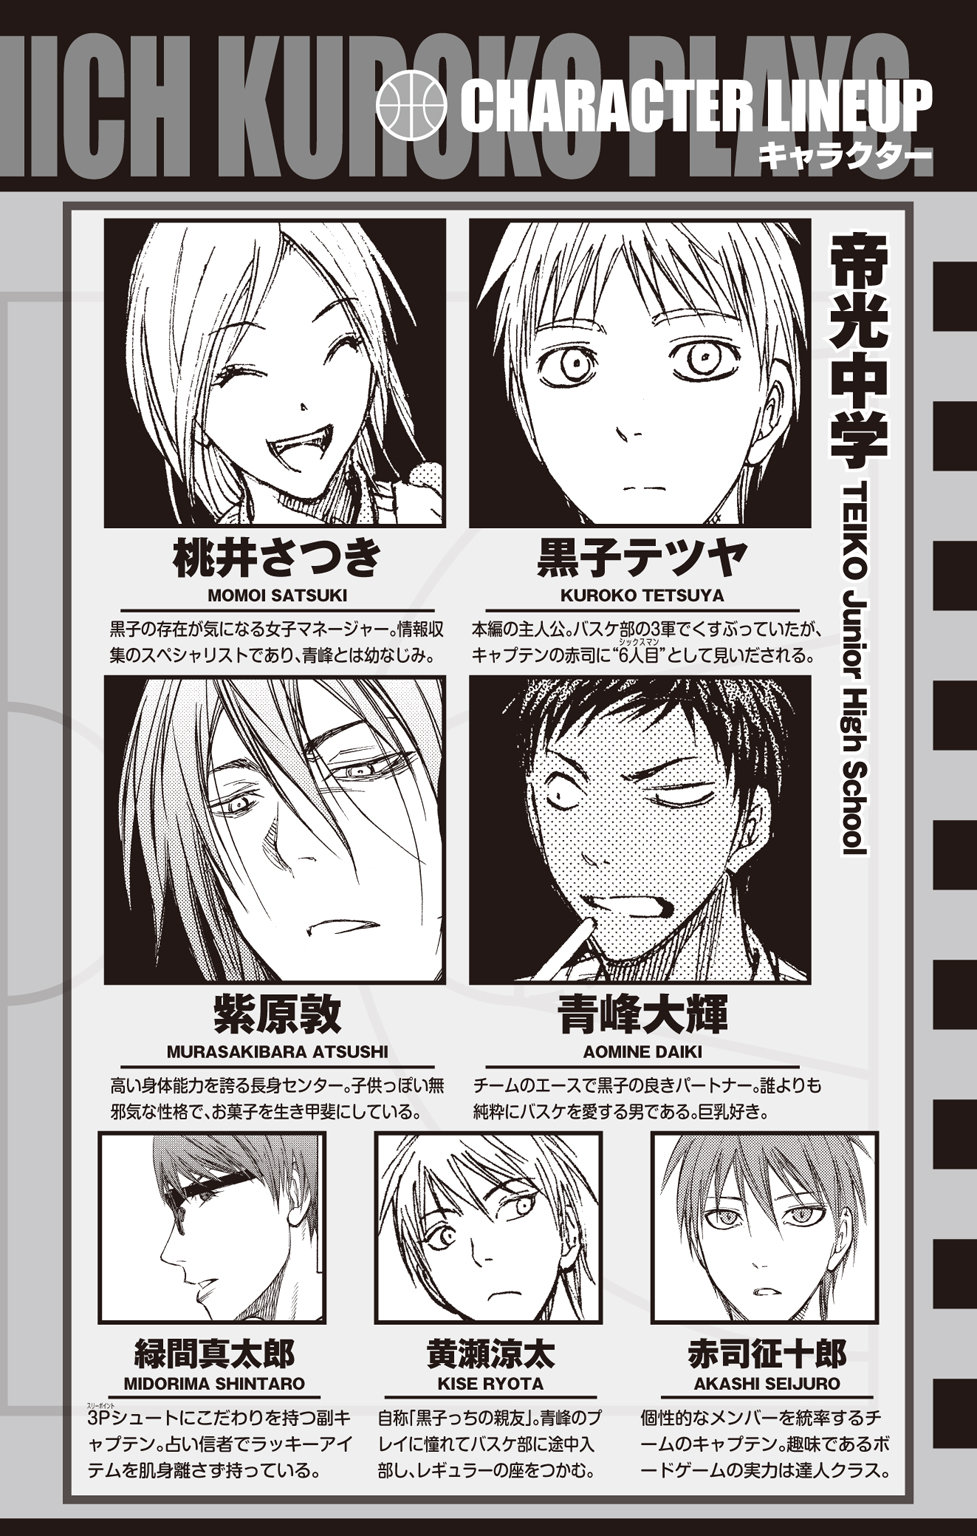 IICH KUROKO PLAYS.
CHARACTER LINEUP
キャラクター
帝光中学 TEIKO Junior High School
黒子テツヤ
KUROKO TETSUYA
本編の主人公。バスケ部の3軍でくすぶっていたが、
シックスマン
キャプテンの赤司に“6人目”として見いだされる。
桃井さつき
MOMOI SATSUKI
黒子の存在が気になる女子マネージャー。情報収
集のスペシャリストであり、青峰とは幼なじみ。
青峰大輝
AOMINE DAIKI
チームのエースで黒子の良きパートナー。誰よりも
純粋にバスケを愛する男である。巨乳好き。
紫原敦
MURASAKIBARA ATSUSHI
高い身体能力を誇る長身センター。子供っぽい無
邪気な性格で、お菓子を生き甲斐にしている。
赤司征十郎
AKASHI SEIJURO
個性的なメンバーを統率するチ
ームのキャプテン。趣味であるボ
ードゲームの実力は達人クラス。
黄瀬涼太
KISE RYOTA
自称「黒子っちの親友」。青峰のプ
レイに憧れてバスケ部に途中入
部し、レギュラーの座をつかむ。
緑間真太郎
MIDORIMA SHINTARO
スリーポイント
3Pシュートにこだわりを持つ副キ
ャプテン。占い信者でラッキーアイ
テムを肌身離さず持っている。